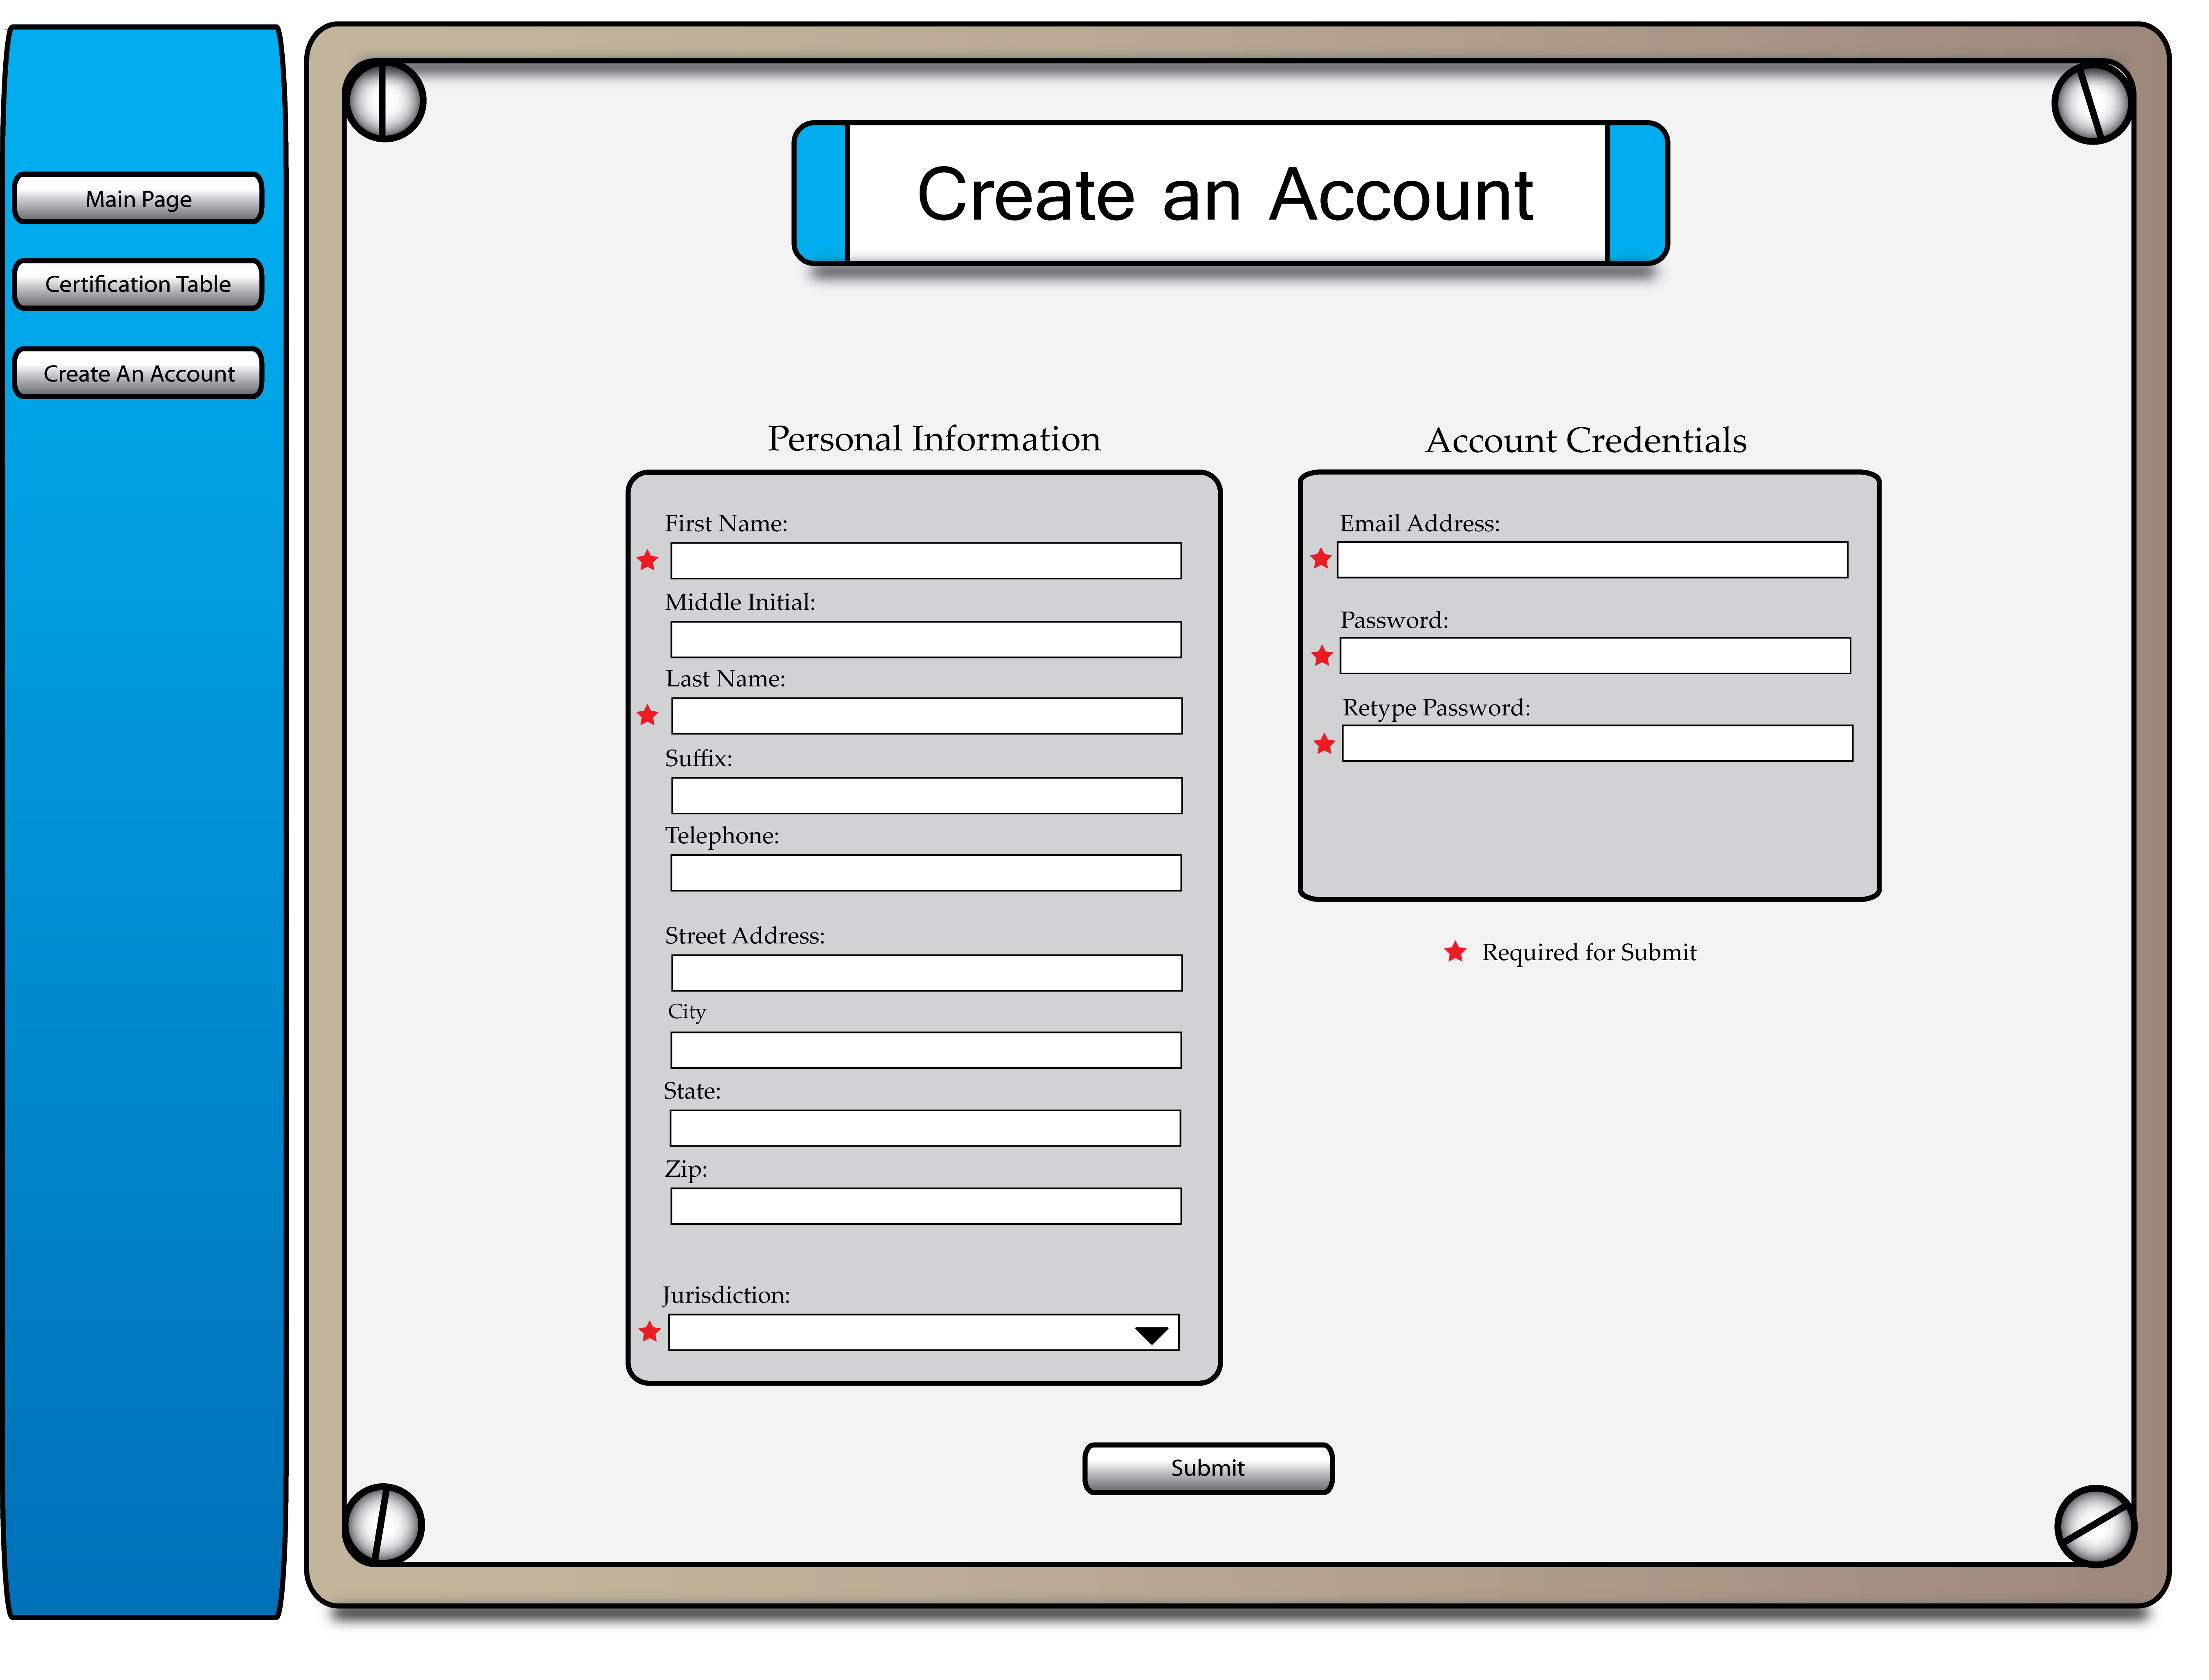 Main Page
Certification Table
Create An Account
Create an Account
Personal Information
First Name:
Middle Initial:
Last Name:
Suffix:
Telephone:
Street Address:
City
State:
Zip:
Jurisdiction:
Account Credentials
Email Address:
Password:
Retype Password:
Required for Submit
Submit